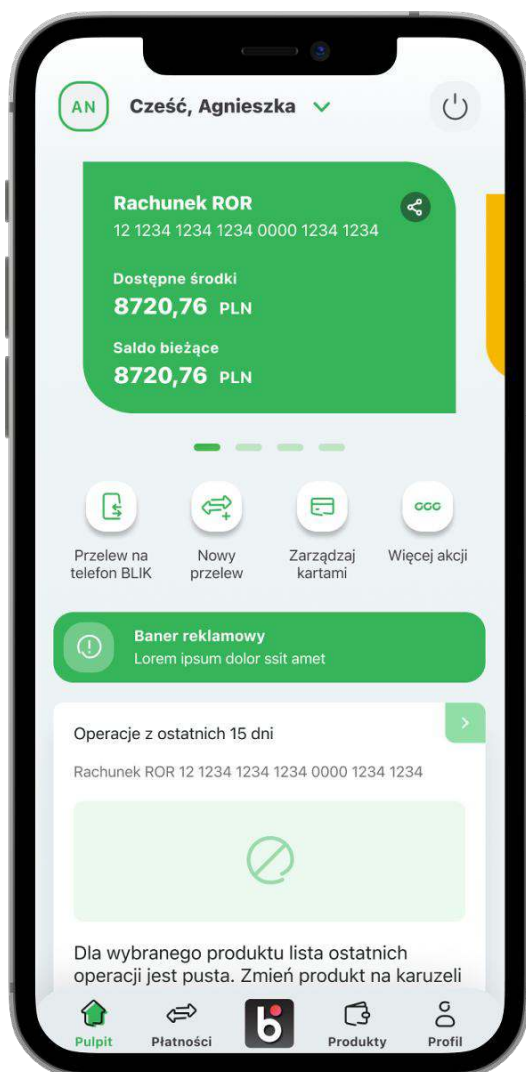 AN
Cześć, Agnieszka
Rachunek ROR
12 1234 1234 1234 0000 1234 1234
Dostępne środki
8720,76 PLN
Saldo bieżące
8720,76 PLN
Przelew na
telefon BLIK
Nowy
przelew
Zarządzaj
kartami
Więcej akcji
Baner reklamowy
Lorem ipsum dolor ssit amet
Operacje z ostatnich 15 dni
Rachunek ROR 12 1234 1234 1234 0000 1234 1234
Dla wybranego produktu lista ostatnich
operacji jest pusta. Zmień produkt na karuzeli
Pulpit
Płatności
b
Produkty
Profil